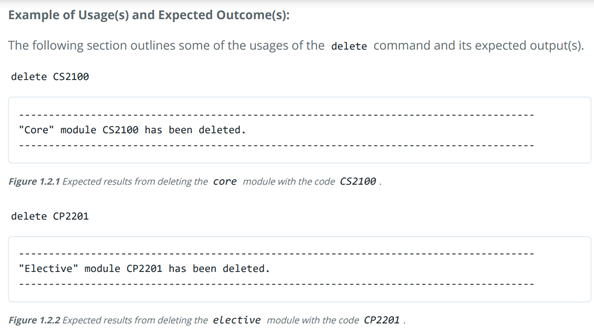 Example of Usage(s) and Expected Outcome(s):
The following section outlines some of the usages of the delete command and its expected output(s).
delete CS2100
--------------------------------------------------------------------------------
"Core" module CS2100 has been deleted.
--------------------------------------------------------------------------------
Figure 1.2.1 Expected results from deleting the core module with the code CS2100 .
delete CP2201
--------------------------------------------------------------------------------
"Elective" module CP2201 has been deleted.
--------------------------------------------------------------------------------
Figure 1.2.2 Expected results from deleting the elective module with the code CP2201 .